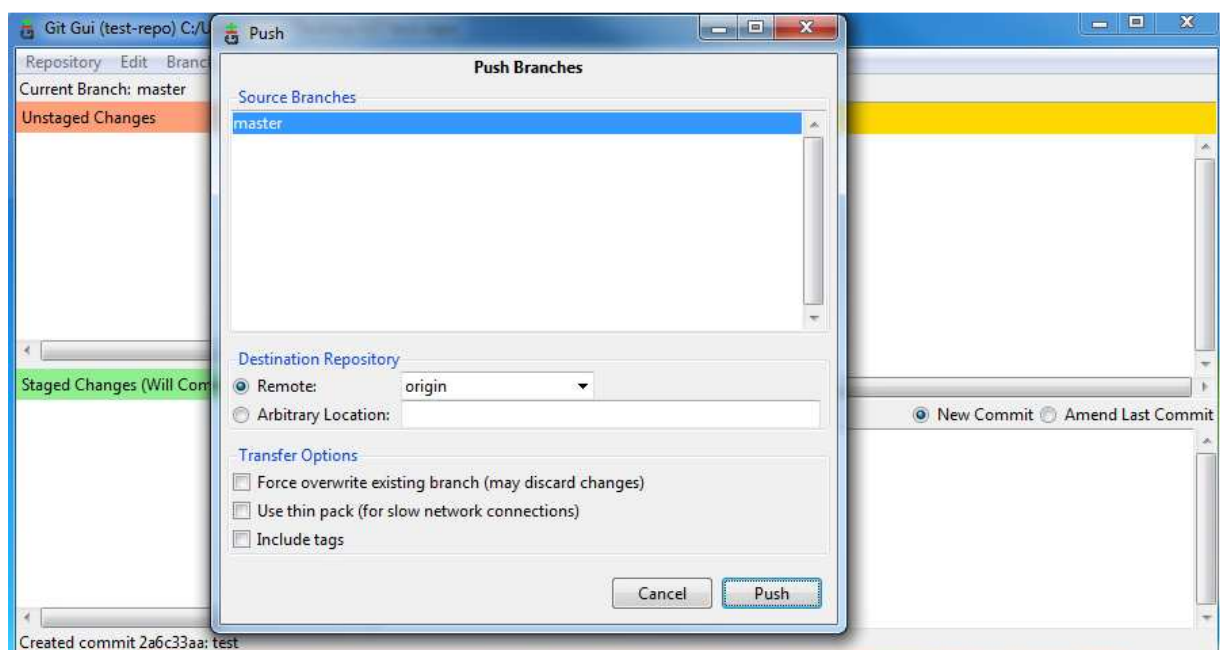 Git Gui (test-repo) C:/U
Push
Repository Edit Branc
Push Branches
Current Branch: master
Source Branches
Unstaged Changes
master
Destination Repository
Staged Changes (Will Com
Remote: origin
Arbitrary Location:
New Commit Amend Last Commit
Transfer Options
Force overwrite existing branch (may discard changes)
Use thin pack (for slow network connections)
Include tags
Cancel Push
Created commit 2a6c33aa: test